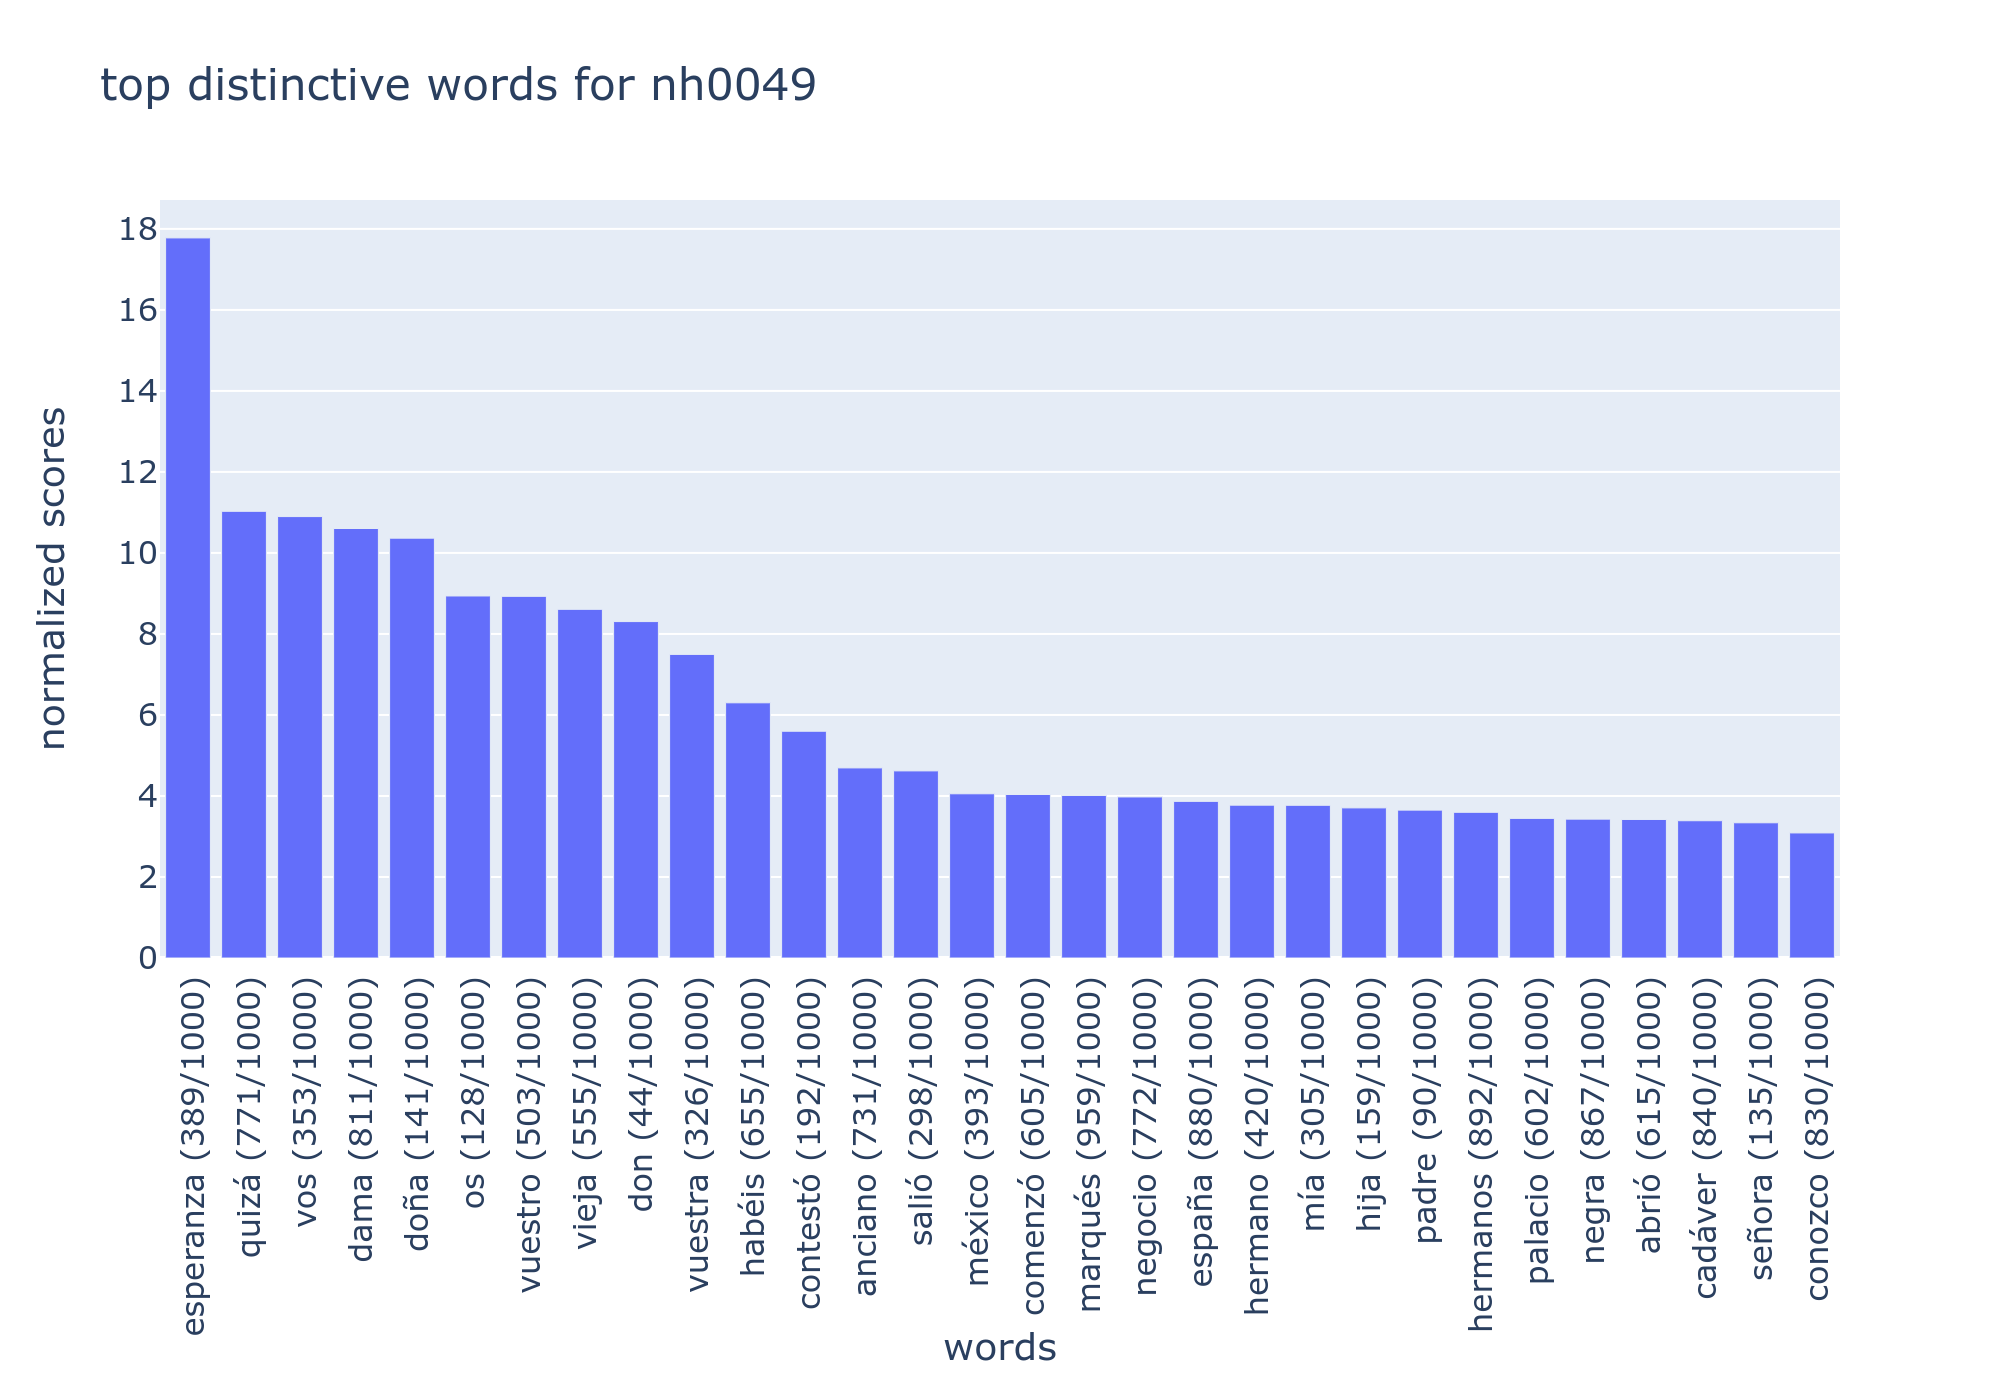 top distinctive words for nh0049
normalized scores
18
16
14
12
10
8
6
4
2
0
esperanza (389/1000)
quizá (771/1000)
vos (353/1000)
dama (811/1000)
doña (141/1000)
os (128/1000)
vuestro (503/1000)
vieja (555/1000)
don (44/1000)
vuestra (326/1000)
habéis (655/1000)
contestó (192/1000)
anciano (731/1000)
salió (298/1000)
méxico (393/1000)
comenzó (605/1000)
marqués (959/1000)
negocio (772/1000)
españa (880/1000)
hermano (420/1000)
mía (305/1000)
hija (159/1000)
padre (90/1000)
hermanos (892/1000)
palacio (602/1000)
negra (867/1000)
abrió (615/1000)
cadáver (840/1000)
señora (135/1000)
conozco (830/1000)
words